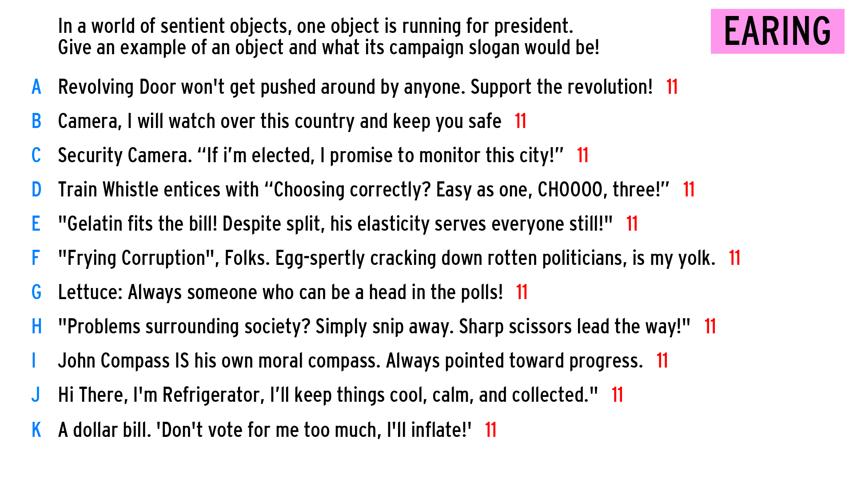 In a world of sentient objects, one object is running for president.
Give an example of an object and what its campaign slogan would be!
EARING
A Revolving Door won't get pushed around by anyone. Support the revolution! 11
B Camera, I will watch over this country and keep you safe 11
C Security Camera. “If i’m elected, I promise to monitor this city!” 11
D Train Whistle entices with “Choosing correctly? Easy as one, CHOOOO, three!” 11
E "Gelatin fits the bill! Despite split, his elasticity serves everyone still!" 11
F "Frying Corruption", Folks. Egg-spertly cracking down rotten politicians, is my yolk. 11
G Lettuce: Always someone who can be a head in the polls! 11
H "Problems surrounding society? Simply snip away. Sharp scissors lead the way!" 11
I John Compass IS his own moral compass. Always pointed toward progress. 11
J Hi There, I'm Refrigerator, I’ll keep things cool, calm, and collected." 11
K A dollar bill. 'Don't vote for me too much, I'll inflate!' 11